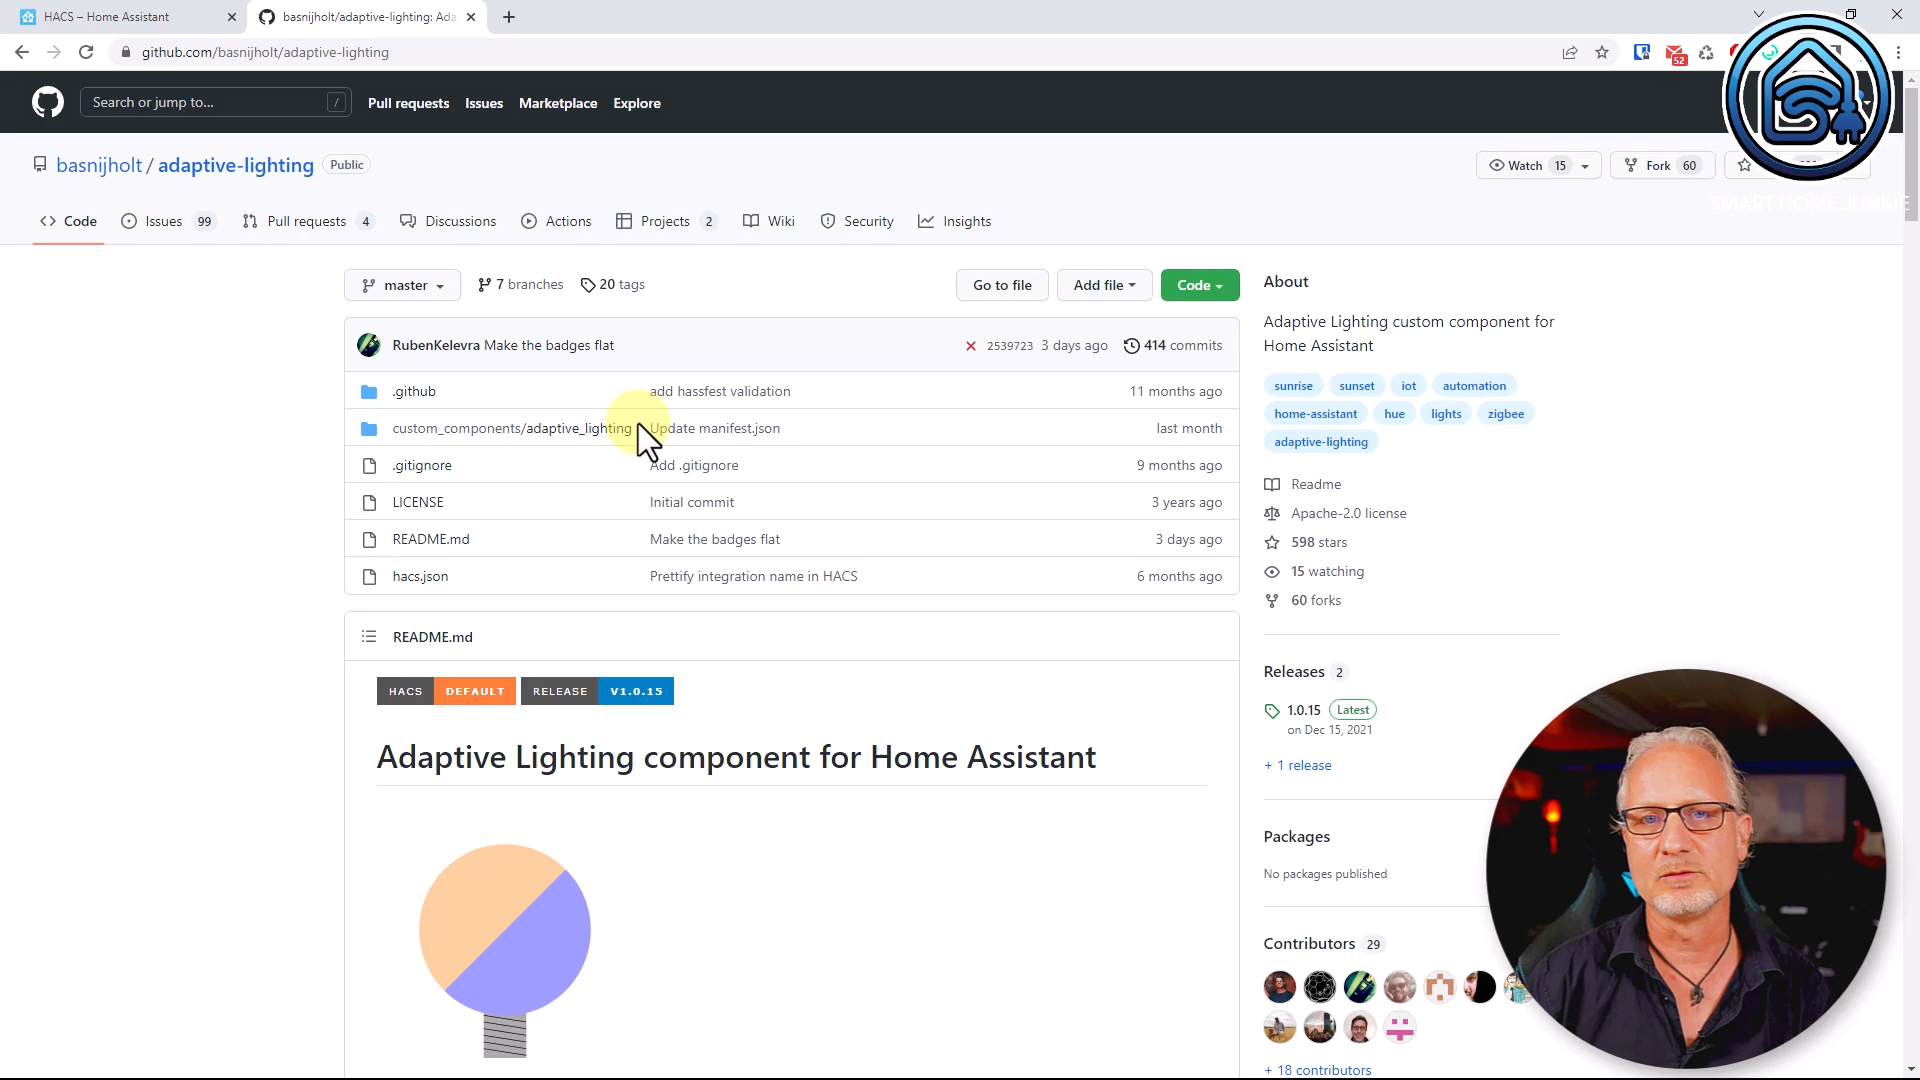 HACS – Home Assistant
basnijholt/adaptive-lighting: Ada
github.com/basnijholt/adaptive-lighting
52
Search or jump to...
/
Pull requests
Issues
Marketplace
Explore
basnijholt / adaptive-lighting
Public
Watch 15
Fork 60
SMART HOME JUNKIE
Code
Issues 99
Pull requests 4
Discussions
Actions
Projects 2
Wiki
Security
Insights
master
7 branches
20 tags
Go to file
Add file
Code
RubenKelevra Make the badges flat
2539723 3 days ago
414 commits
.github
add hassfest validation
11 months ago
custom_components/adaptive_lighting
Update manifest.json
last month
.gitignore
Add .gitignore
9 months ago
LICENSE
Initial commit
3 years ago
README.md
Make the badges flat
3 days ago
hacs.json
Prettify integration name in HACS
6 months ago
README.md
HACS DEFAULT
RELEASE V1.0.15
Adaptive Lighting component for Home Assistant
About
Adaptive Lighting custom component for
Home Assistant
sunrise sunset iot automation
home-assistant hue lights zigbee
adaptive-lighting
Readme
Apache-2.0 license
598 stars
15 watching
60 forks
Releases 2
1.0.15 Latest
on Dec 15, 2021
+ 1 release
Packages
No packages published
Contributors 29
+ 18 contributors